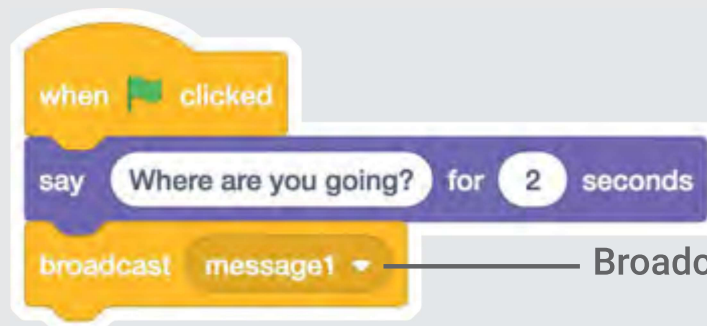 when clicked
say Where are you going? for 2 seconds
broadcast message1